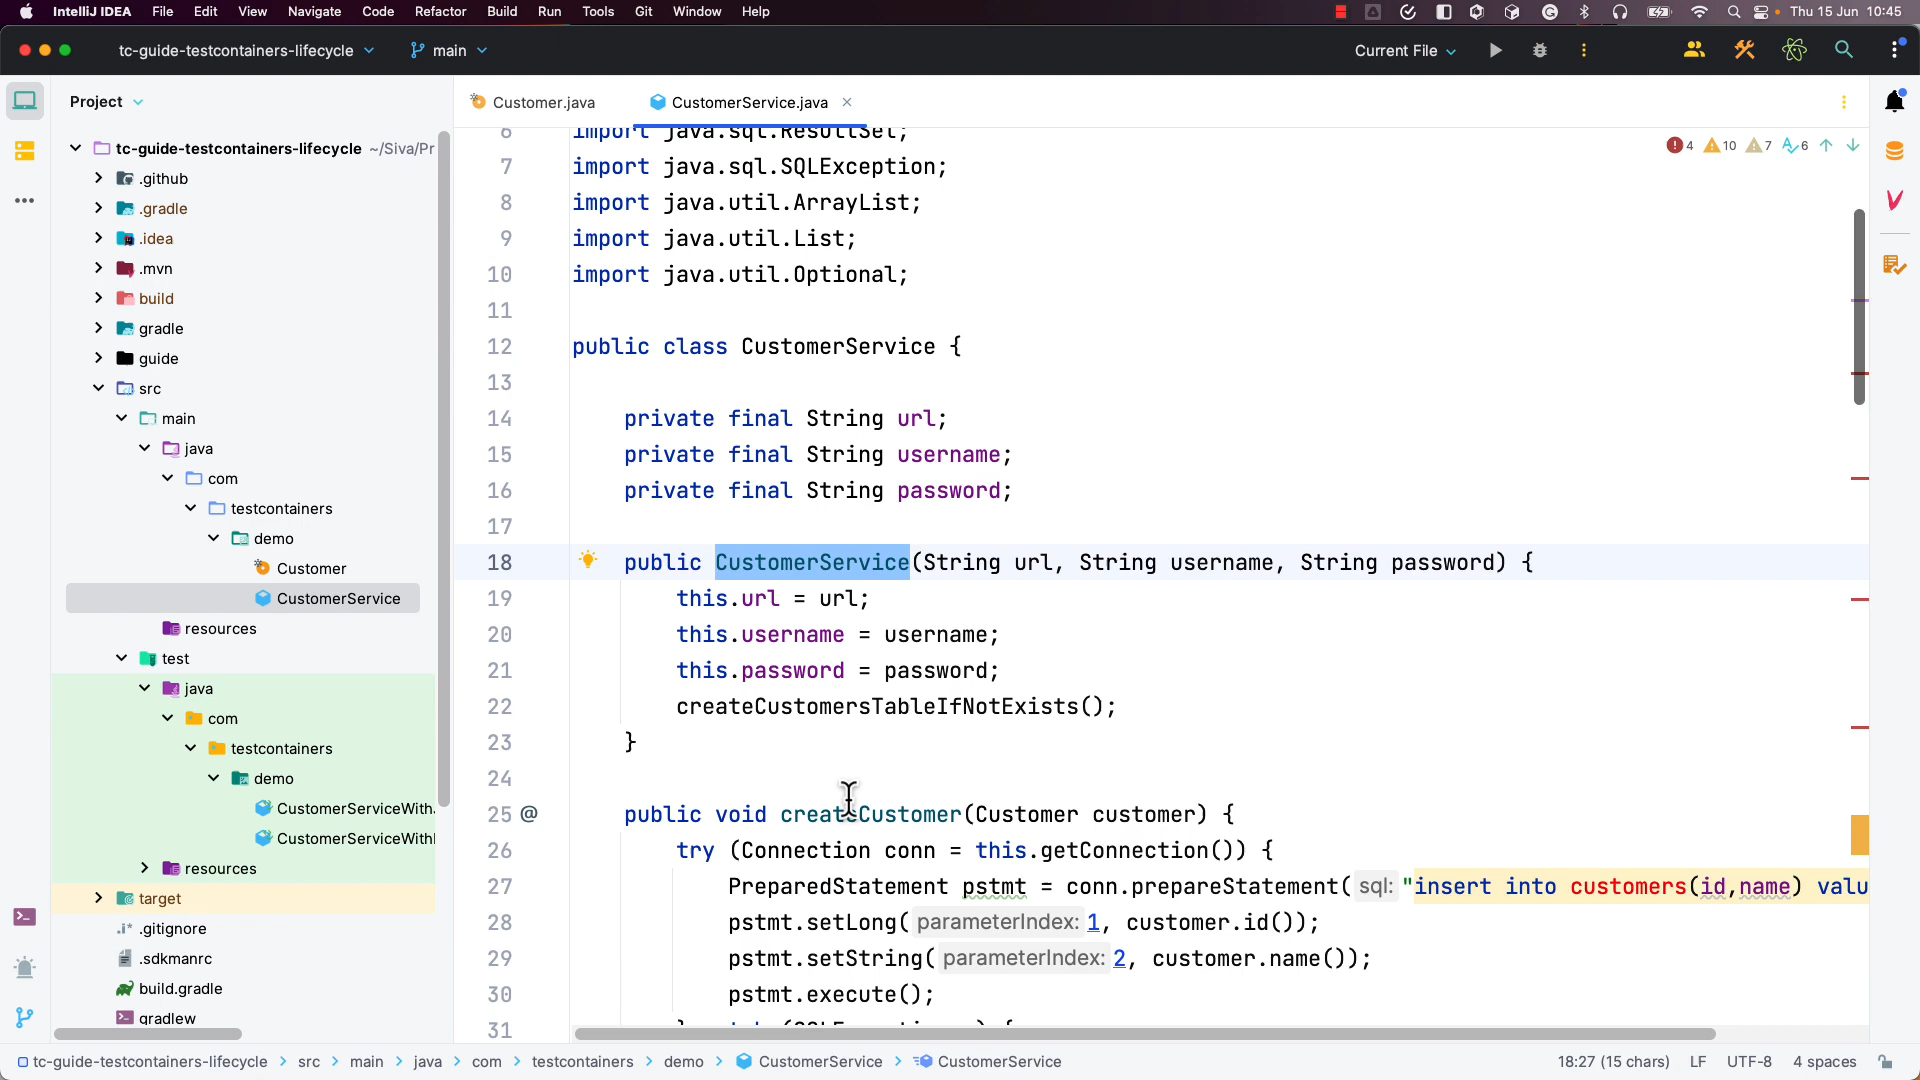 IntelliJ IDEA File Edit View Navigate Code Refactor Build Run Tools Git Window Help Thu 15 Jun 10:45
tc-guide-testcontainers-lifecycle main Current File
Project
tc-guide-testcontainers-lifecycle ~/Siva/Pr
.github
.gradle
.idea
.mvn
build
gradle
guide
src
main
java
com
testcontainers
demo
Customer
CustomerService
resources
test
java
com
testcontainers
demo
CustomerServiceWith
CustomerServiceWith
resources
target
.gitignore
.sdkmanrc
build.gradle
gradlew
Customer.java CustomerService.java
4 10 7 6
6 import java.sql.ResultSet;
7 import java.sql.SQLException;
8 import java.util.ArrayList;
9 import java.util.List;
10 import java.util.Optional;
11
12 public class CustomerService {
13
14 private final String url;
15 private final String username;
16 private final String password;
17
18 public CustomerService(String url, String username, String password) {
19 this.url = url;
20 this.username = username;
21 this.password = password;
22 createCustomersTableIfNotExists();
23 }
24
25 @ public void createCustomer(Customer customer) {
26 try (Connection conn = this.getConnection()) {
27 PreparedStatement pstmt = conn.prepareStatement( sql: "insert into customers(id,name) valu
28 pstmt.setLong( parameterIndex: 1, customer.id());
29 pstmt.setString( parameterIndex: 2, customer.name());
30 pstmt.execute();
31
tc-guide-testcontainers-lifecycle > src > main > java > com > testcontainers > demo > CustomerService > CustomerService 18:27 (15 chars) LF UTF-8 4 spaces